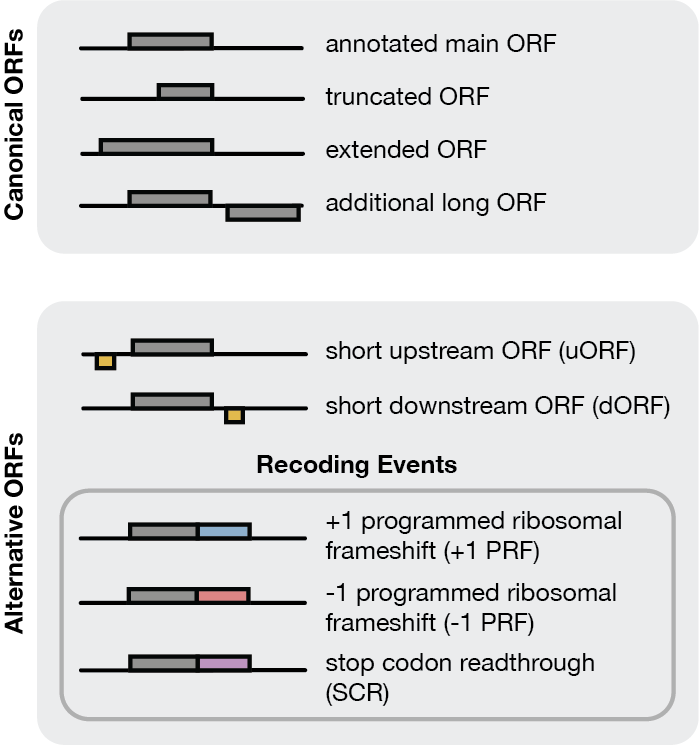 Canonical ORFs
annotated main ORF
truncated ORF
extended ORF
additional long ORF
Alternative ORFs
short upstream ORF (uORF)
short downstream ORF (dORF)
Recoding Events
+1 programmed ribosomal
frameshift (+1 PRF)
-1 programmed ribosomal
frameshift (-1 PRF)
stop codon readthrough
(SCR)